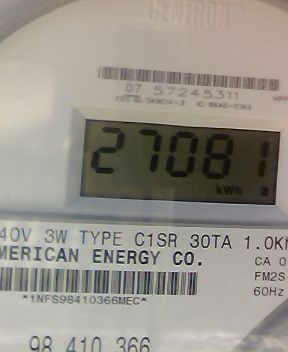 CENTRON®
07 57245311
27081
kWh
40V 3W TYPE C1SR 30TA 1.0K
MERICAN ENERGY CO.
CA 0
FM2S
*1NFS98410366MEC*
60Hz
98 410 366